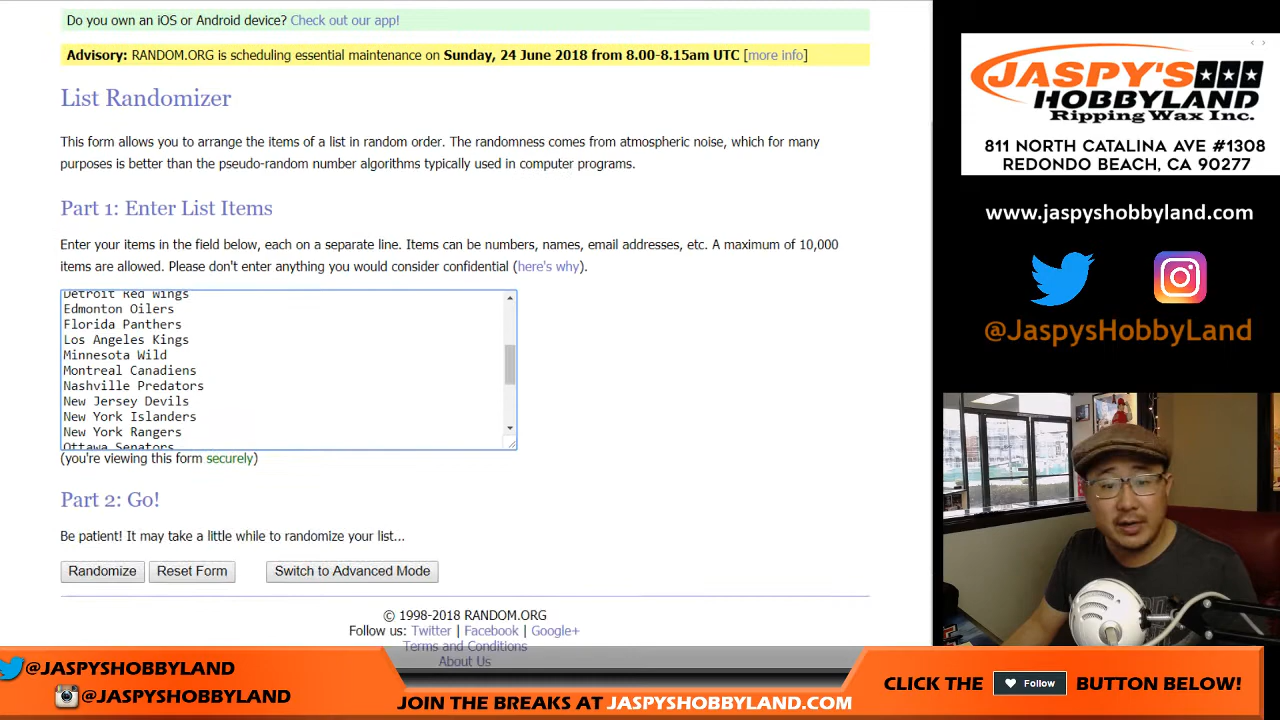 Do you own an iOS or Android device? Check out our app!
Advisory: RANDOM.ORG is scheduling essential maintenance on Sunday, 24 June 2018 from 8.00-8.15am UTC [more info]
List Randomizer
This form allows you to arrange the items of a list in random order. The randomness comes from atmospheric noise, which for many
purposes is better than the pseudo-random number algorithms typically used in computer programs.
Part 1: Enter List Items
Enter your items in the field below, each on a separate line. Items can be numbers, names, email addresses, etc. A maximum of 10,000
items are allowed. Please don't enter anything you would consider confidential (here's why).
Detroit Red Wings
Edmonton Oilers
Florida Panthers
Los Angeles Kings
Minnesota Wild
Montreal Canadiens
Nashville Predators
New Jersey Devils
New York Islanders
New York Rangers
Ottawa Senators
(you're viewing this form securely)
Part 2: Go!
Be patient! It may take a little while to randomize your list...
Randomize Reset Form Switch to Advanced Mode
© 1998-2018 RANDOM.ORG
Follow us: Twitter | Facebook | Google+
Terms and Conditions
About Us
JASPY'S
HOBBYLAND
Ripping Wax Inc.
811 NORTH CATALINA AVE #1308
REDONDO BEACH, CA 90277
www.jaspyshobbyland.com
@JaspysHobbyLand
@JASPYSHOBBYLAND
@JASPYSHOBBYLAND
JOIN THE BREAKS AT JASPYSHOBBYLAND.COM
CLICK THE Follow BUTTON BELOW!